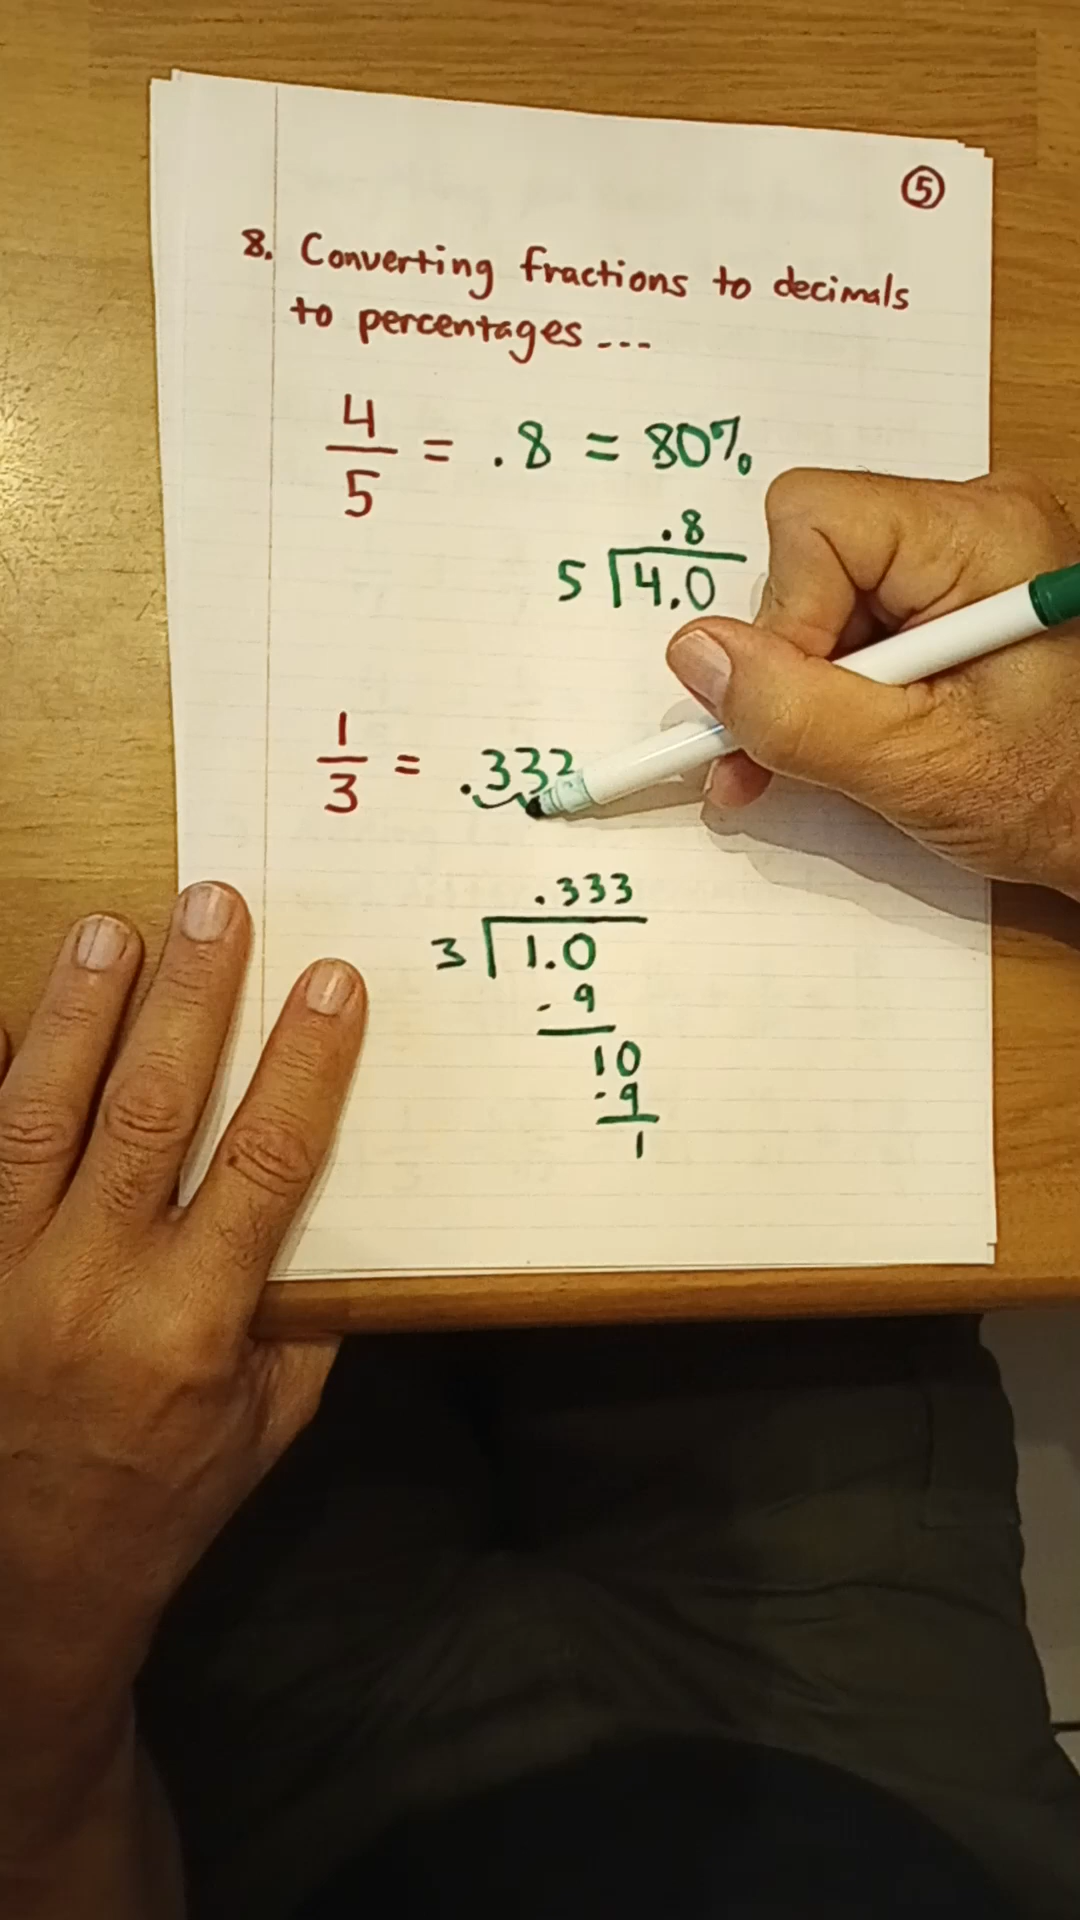 5
8. Converting fractions to decimals
to percentages ...
4/5 = .8 = 80%
.8
5 4.0
1/3 = .33
.333
3 1.0
- 9
10
- 9
1